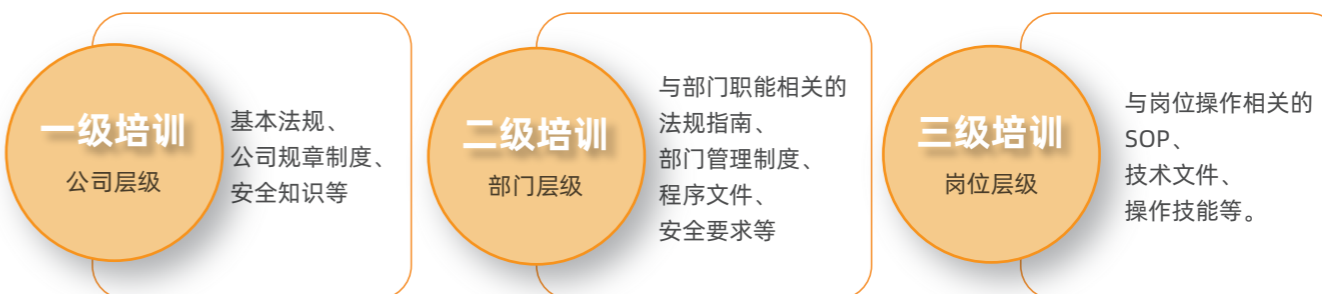 一级培训
公司层级
基本法规、
公司规章制度、
安全知识等
二级培训
部门层级
与部门职能相关的
法规指南、
部门管理制度、
程序文件、
安全要求等
三级培训
岗位层级
与岗位操作相关的
SOP、
技术文件、
操作技能等。